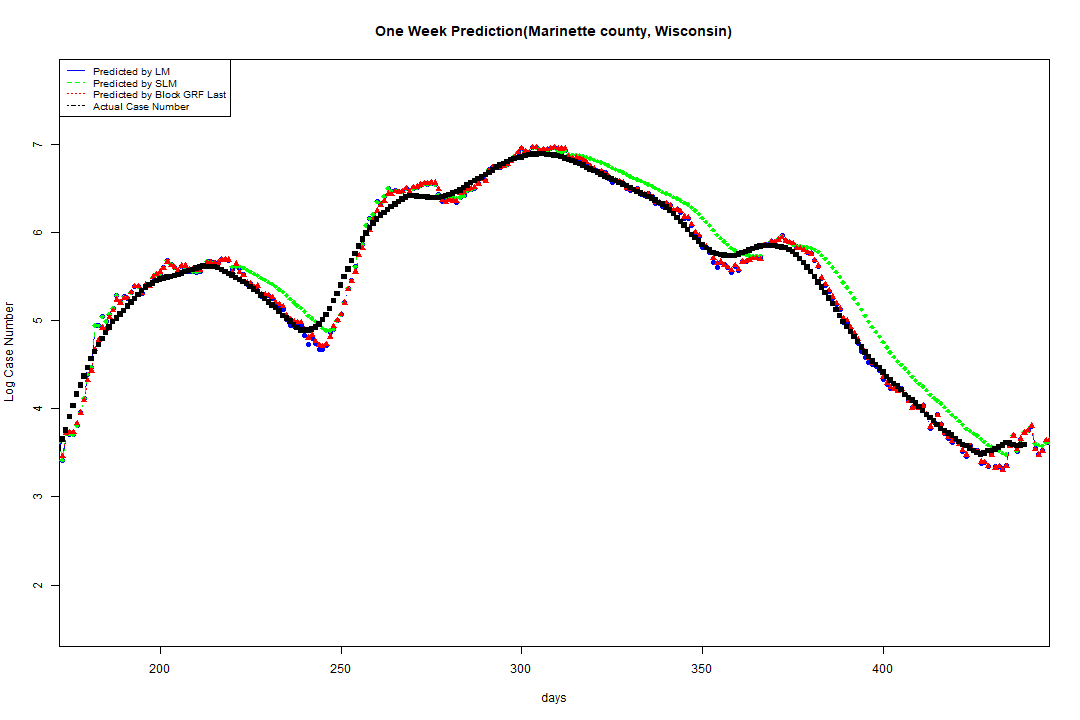 One Week Prediction(Marinette county, Wisconsin)
Predicted by LM
Predicted by SLM
Predicted by Block GRF Last
Actual Case Number
7
6
5
4
3
2
Log Case Number
200 250 300 350 400
days